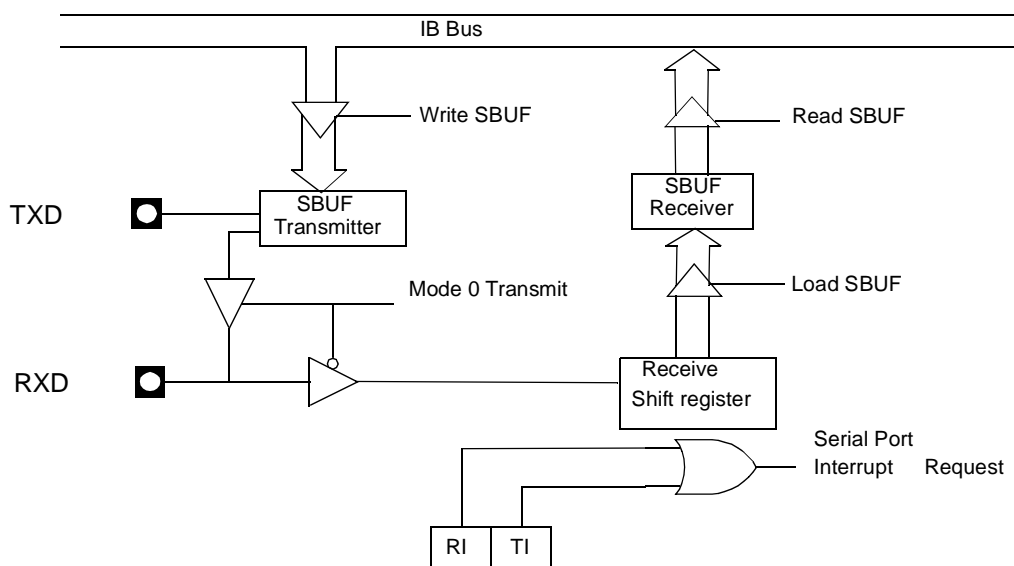 IB Bus
Write SBUF
Read SBUF
TXD
SBUF
Transmitter
SBUF
Receiver
Mode 0 Transmit
Load SBUF
RXD
Receive
Shift register
Serial Port
Interrupt Request
RI
TI